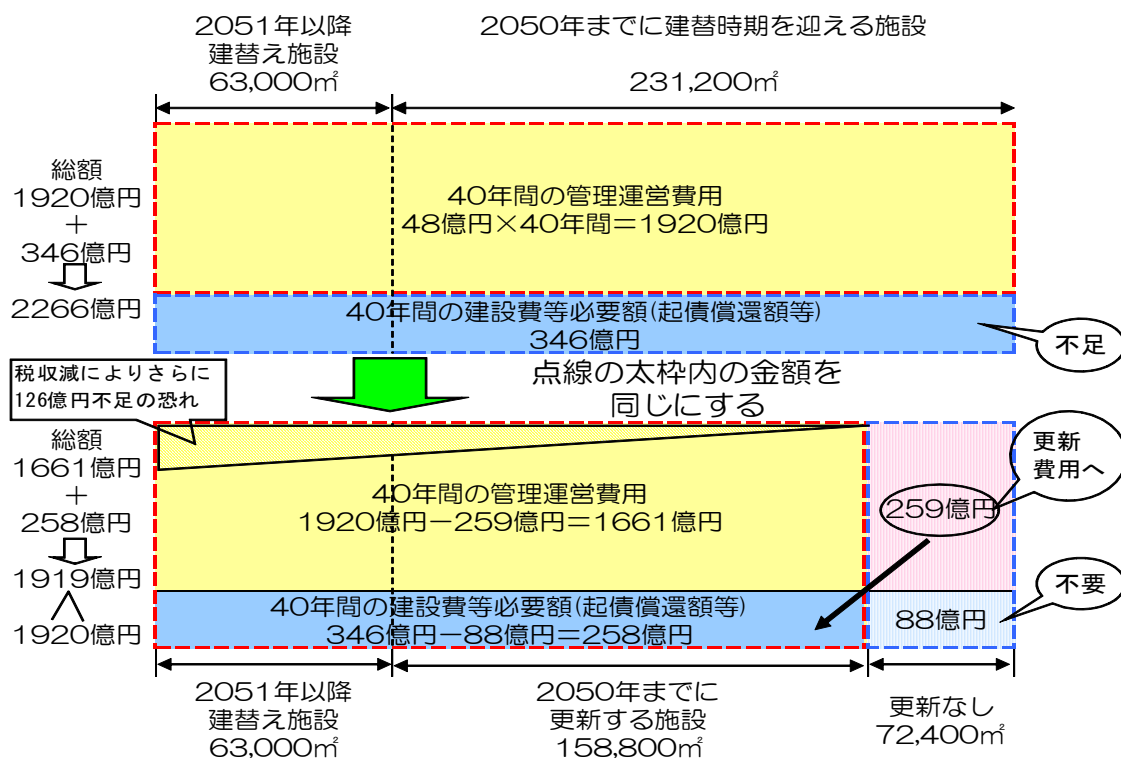 2051年以降
建替え施設
63,000㎡
2050年までに建替時期を迎える施設
231,200㎡
総額
1920億円
＋
346億円
2266億円
40年間の管理運営費用
48億円×40年間＝1920億円
40年間の建設費等必要額(起債償還額等)
346億円
不足
税収減によりさらに
126億円不足の恐れ
点線の太枠内の金額を
同じにする
総額
1661億円
＋
258億円
1919億円
＜
1920億円
40年間の管理運営費用
1920億円－259億円＝1661億円
259億円
更新
費用へ
40年間の建設費等必要額(起債償還額等)
346億円－88億円＝258億円
88億円
不要
2051年以降
建替え施設
63,000㎡
2050年までに
更新する施設
158,800㎡
更新なし
72,400㎡